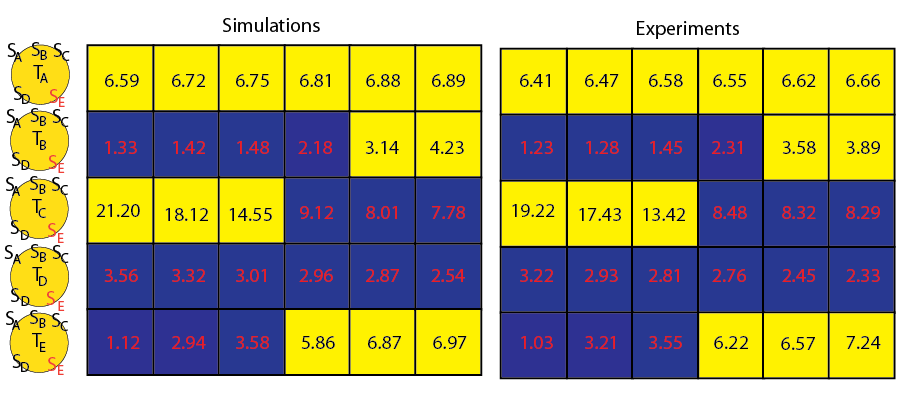 Simulations
Experiments
SA SB SC
TA
SD SE
6.59 6.72 6.75 6.81 6.88 6.89
6.41 6.47 6.58 6.55 6.62 6.66
SA SB SC
TB
SD SE
1.33 1.42 1.48 2.18 3.14 4.23
1.23 1.28 1.45 2.31 3.58 3.89
SA SB SC
TC
SD SE
21.20 18.12 14.55 9.12 8.01 7.78
19.22 17.43 13.42 8.48 8.32 8.29
SA SB SC
TD
SD SE
3.56 3.32 3.01 2.96 2.87 2.54
3.22 2.93 2.81 2.76 2.45 2.33
SA SB SC
TE
SD SE
1.12 2.94 3.58 5.86 6.87 6.97
1.03 3.21 3.55 6.22 6.57 7.24